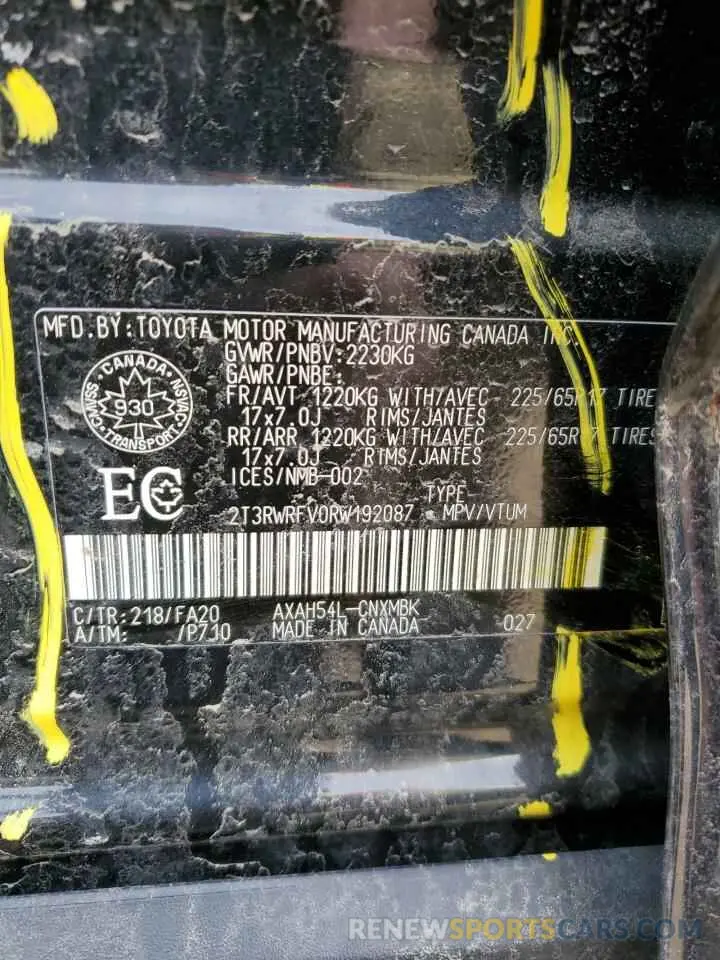 MFD.BY:TOYOTA MOTOR MANUFACTURING CANADA INC.
GVWR/PNBV:2230KG
GAWR/PNBE:
FR/AVT 1220KG WITH/AVEC 225/65R17 TIRE
17x7.0J RIMS/JANTES
RR/ARR 1220KG WITH/AVEC 225/65R17 TIRES
17x7.0J RIMS/JANTES
ICES/NMB-002
CANADA
CMVSS NSVAC
930
TRANSPORT
EC
TYPE
2T3RWRFV0RW192087 MPV/VTUM
C/TR:218/FA20 AXAH54L-CNXMBK
A/TM: /P710 MADE IN CANADA 027
RENEWSPORTSCARS.COM